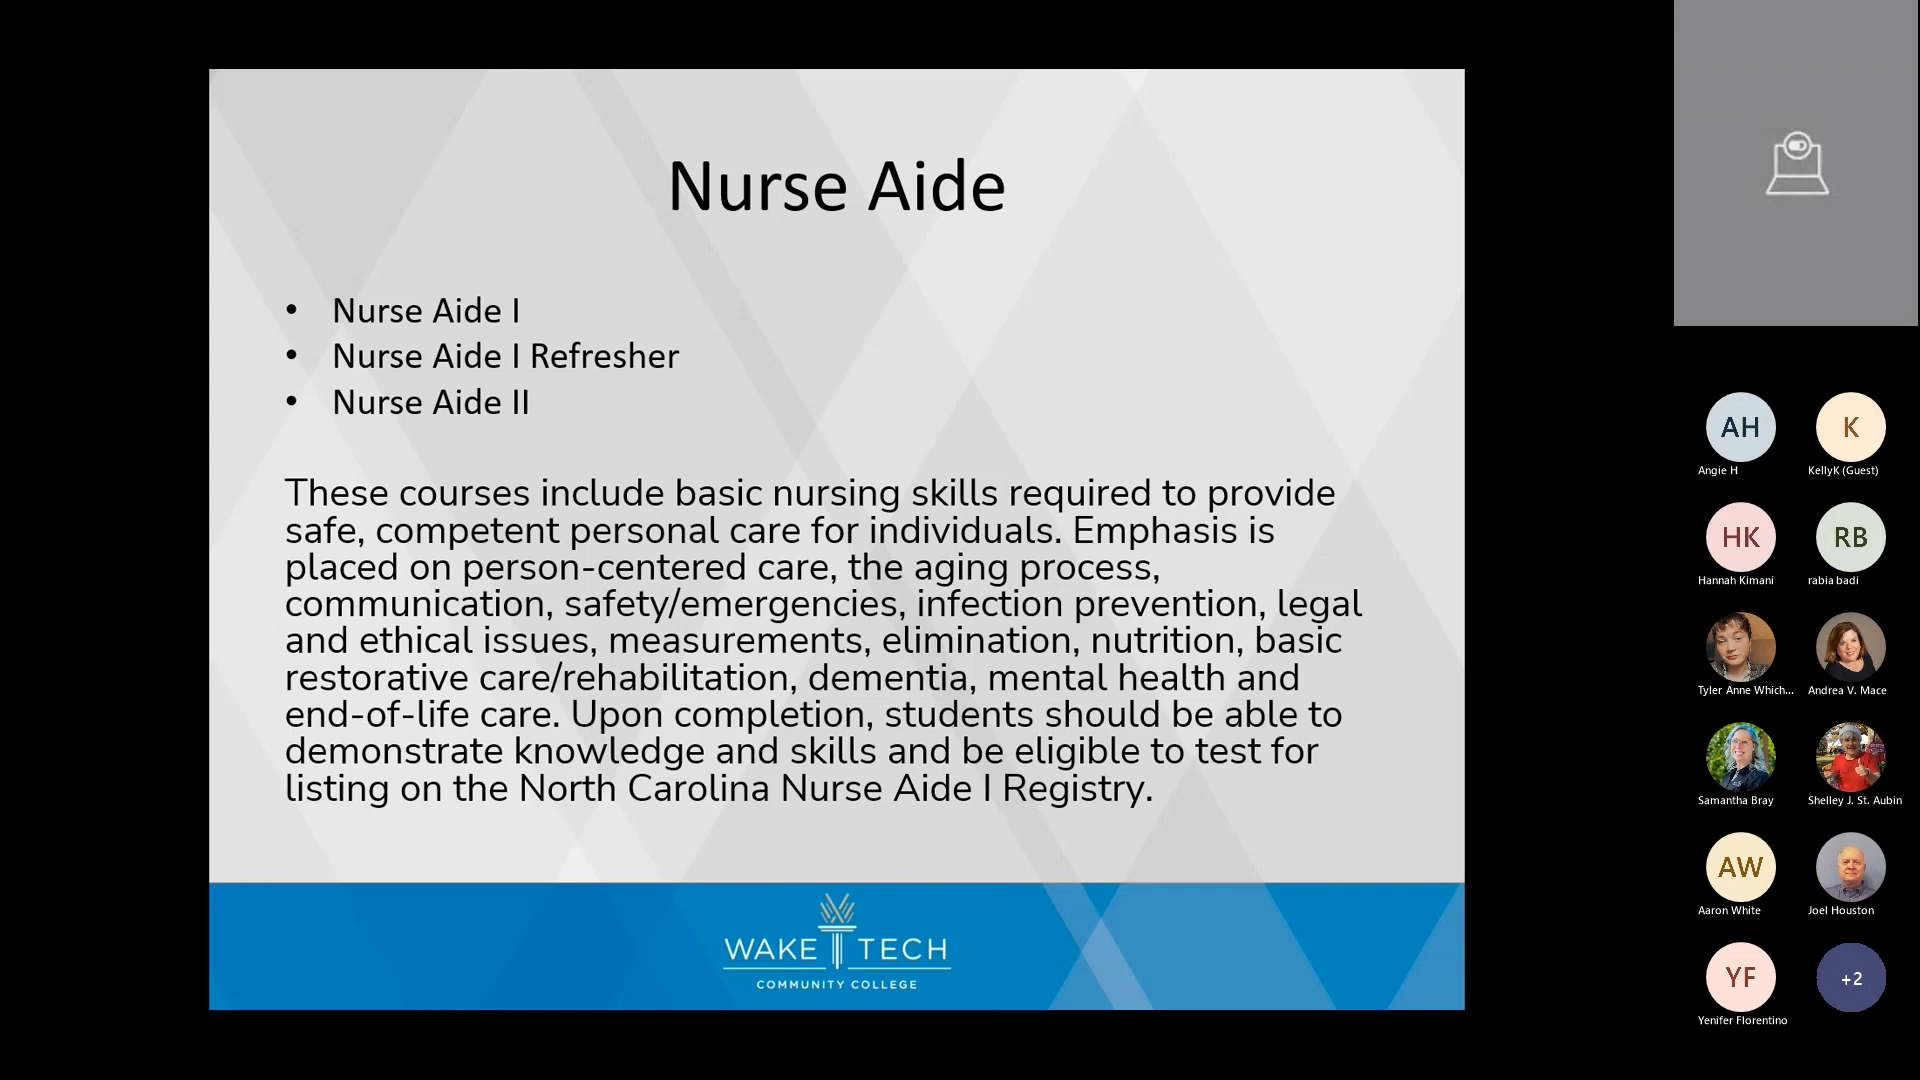 Nurse Aide
• Nurse Aide I
• Nurse Aide I Refresher
• Nurse Aide II
These courses include basic nursing skills required to provide
safe, competent personal care for individuals. Emphasis is
placed on person-centered care, the aging process,
communication, safety/emergencies, infection prevention, legal
and ethical issues, measurements, elimination, nutrition, basic
restorative care/rehabilitation, dementia, mental health and
end-of-life care. Upon completion, students should be able to
demonstrate knowledge and skills and be eligible to test for
listing on the North Carolina Nurse Aide I Registry.
WAKE TECH
COMMUNITY COLLEGE
AH K
Angie H KellyK (Guest)
HK RB
Hannah Kimani rabia badi
Tyler Anne Which... Andrea V. Mace
Samantha Bray Shelley J. St. Aubin
AW
Aaron White Joel Houston
YF +2
Yenifer Florentino